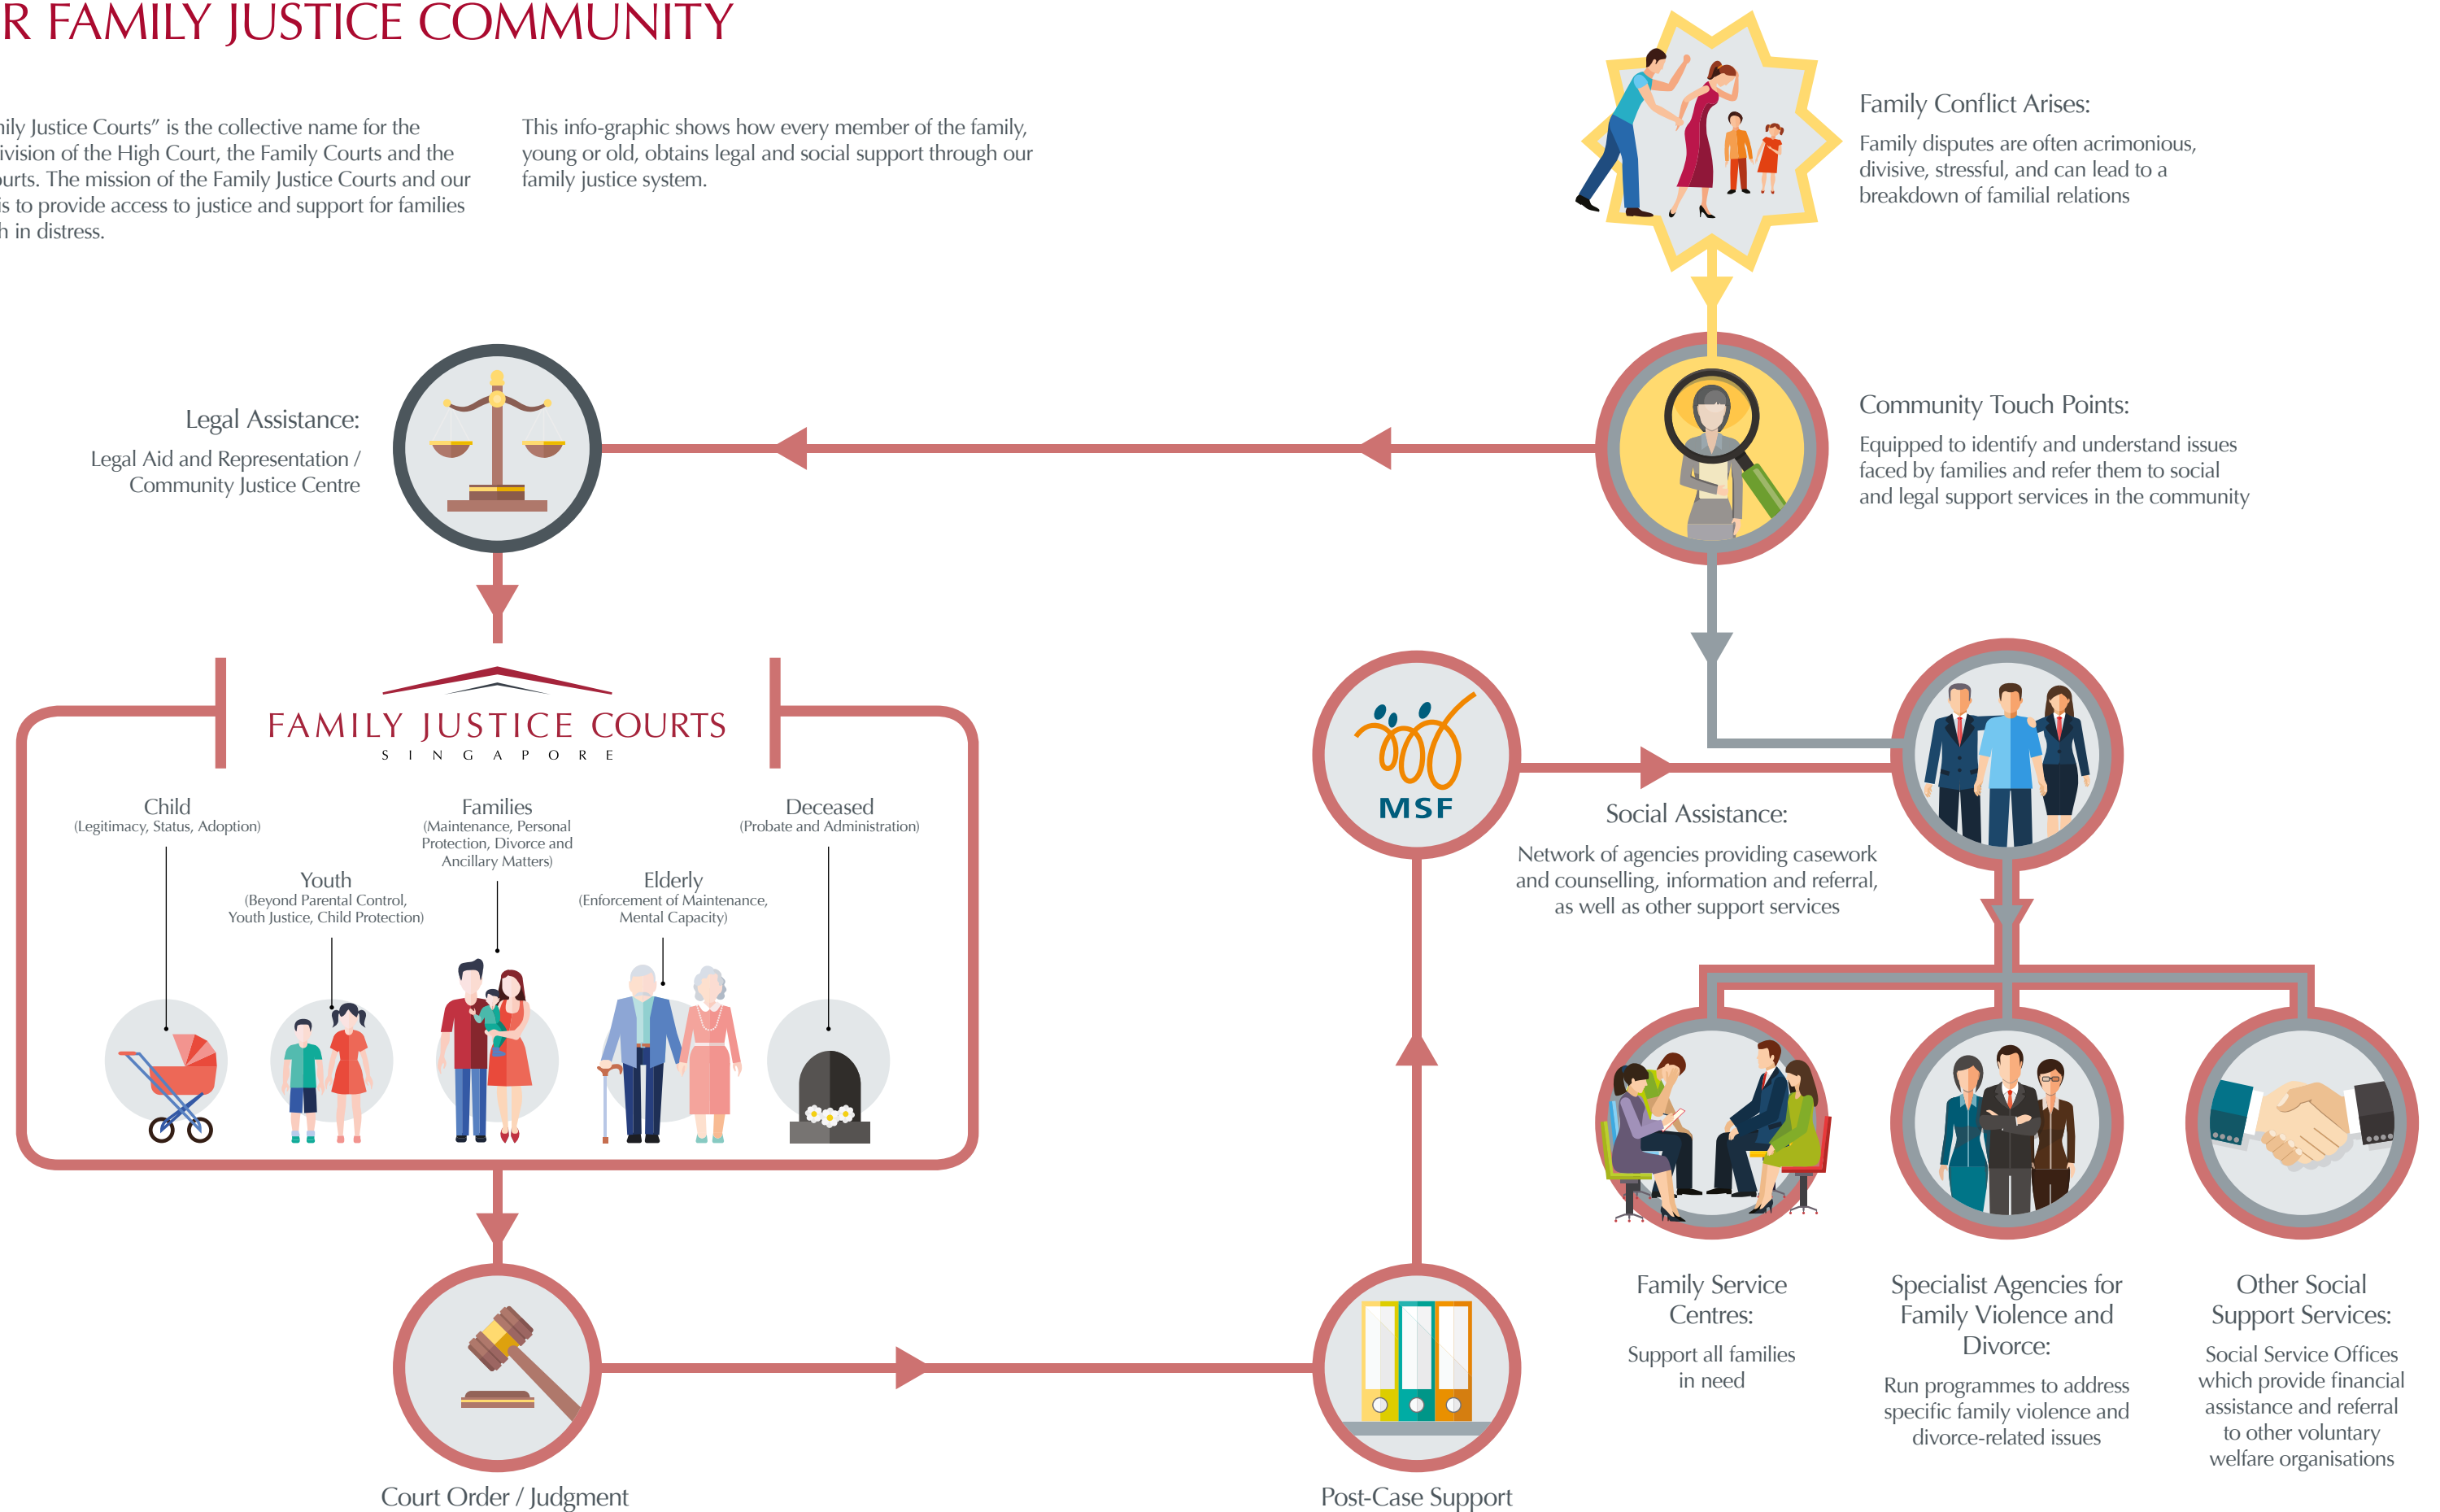 R FAMILY JUSTICE COMMUNITY
ily Justice Courts” is the collective name for the
ivision of the High Court, the Family Courts and the
ourts. The mission of the Family Justice Courts and our
is to provide access to justice and support for families
h in distress.
This info-graphic shows how every member of the family,
young or old, obtains legal and social support through our
family justice system.
Family Conflict Arises:
Family disputes are often acrimonious,
divisive, stressful, and can lead to a
breakdown of familial relations
Legal Assistance:
Legal Aid and Representation /
Community Justice Centre
Community Touch Points:
Equipped to identify and understand issues
faced by families and refer them to social
and legal support services in the community
FAMILY JUSTICE COURTS
SINGAPORE
Child
(Legitimacy, Status, Adoption)
Youth
(Beyond Parental Control,
Youth Justice, Child Protection)
Families
(Maintenance, Personal
Protection, Divorce and
Ancillary Matters)
Elderly
(Enforcement of Maintenance,
Mental Capacity)
Deceased
(Probate and Administration)
MSF
Social Assistance:
Network of agencies providing casework
and counselling, information and referral,
as well as other support services
Family Service
Centres:
Support all families
in need
Specialist Agencies for
Family Violence and
Divorce:
Run programmes to address
specific family violence and
divorce-related issues
Other Social
Support Services:
Social Service Offices
which provide financial
assistance and referral
to other voluntary
welfare organisations
Court Order / Judgment
Post-Case Support